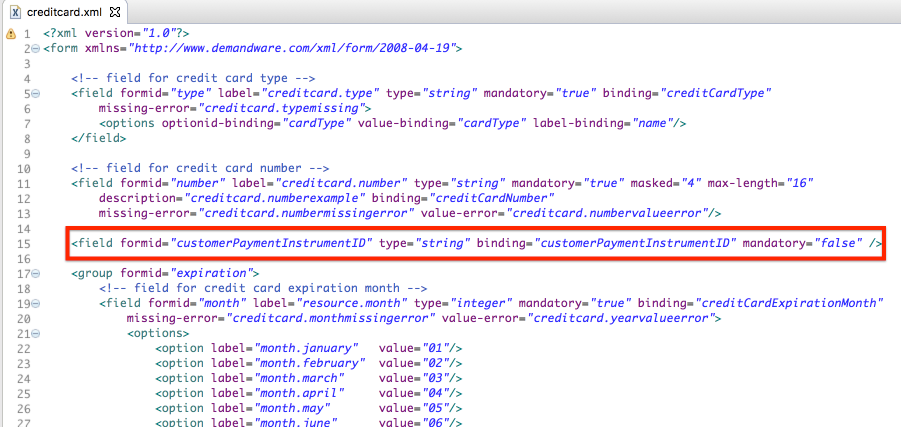 creditcard.xml
1 <?xml version="1.0"?>
2 <form xmlns="http://www.demandware.com/xml/form/2008-04-19">
3
4 <!-- field for credit card type -->
5 <field formid="type" label="creditcard.type" type="string" mandatory="true" binding="creditCardType"
6 missing-error="creditcard.typemissing">
7 <options optionid-binding="cardType" value-binding="cardType" label-binding="name"/>
8 </field>
9
10 <!-- field for credit card number -->
11 <field formid="number" label="creditcard.number" type="string" mandatory="true" masked="4" max-length="16"
12 description="creditcard.numberexample" binding="creditCardNumber"
13 missing-error="creditcard.numbermissingerror" value-error="creditcard.numbervalueerror"/>
14
15 <field formid="customerPaymentInstrumentID" type="string" binding="customerPaymentInstrumentID" mandatory="false" />
16
17 <group formid="expiration">
18 <!-- field for credit card expiration month -->
19 <field formid="month" label="resource.month" type="integer" mandatory="true" binding="creditCardExpirationMonth"
20 missing-error="creditcard.monthmissingerror" value-error="creditcard.yearvalueerror">
21 <options>
22 <option label="month.january" value="01"/>
23 <option label="month.february" value="02"/>
24 <option label="month.march" value="03"/>
25 <option label="month.april" value="04"/>
26 <option label="month.may" value="05"/>
27 <option label="month.june" value="06"/>